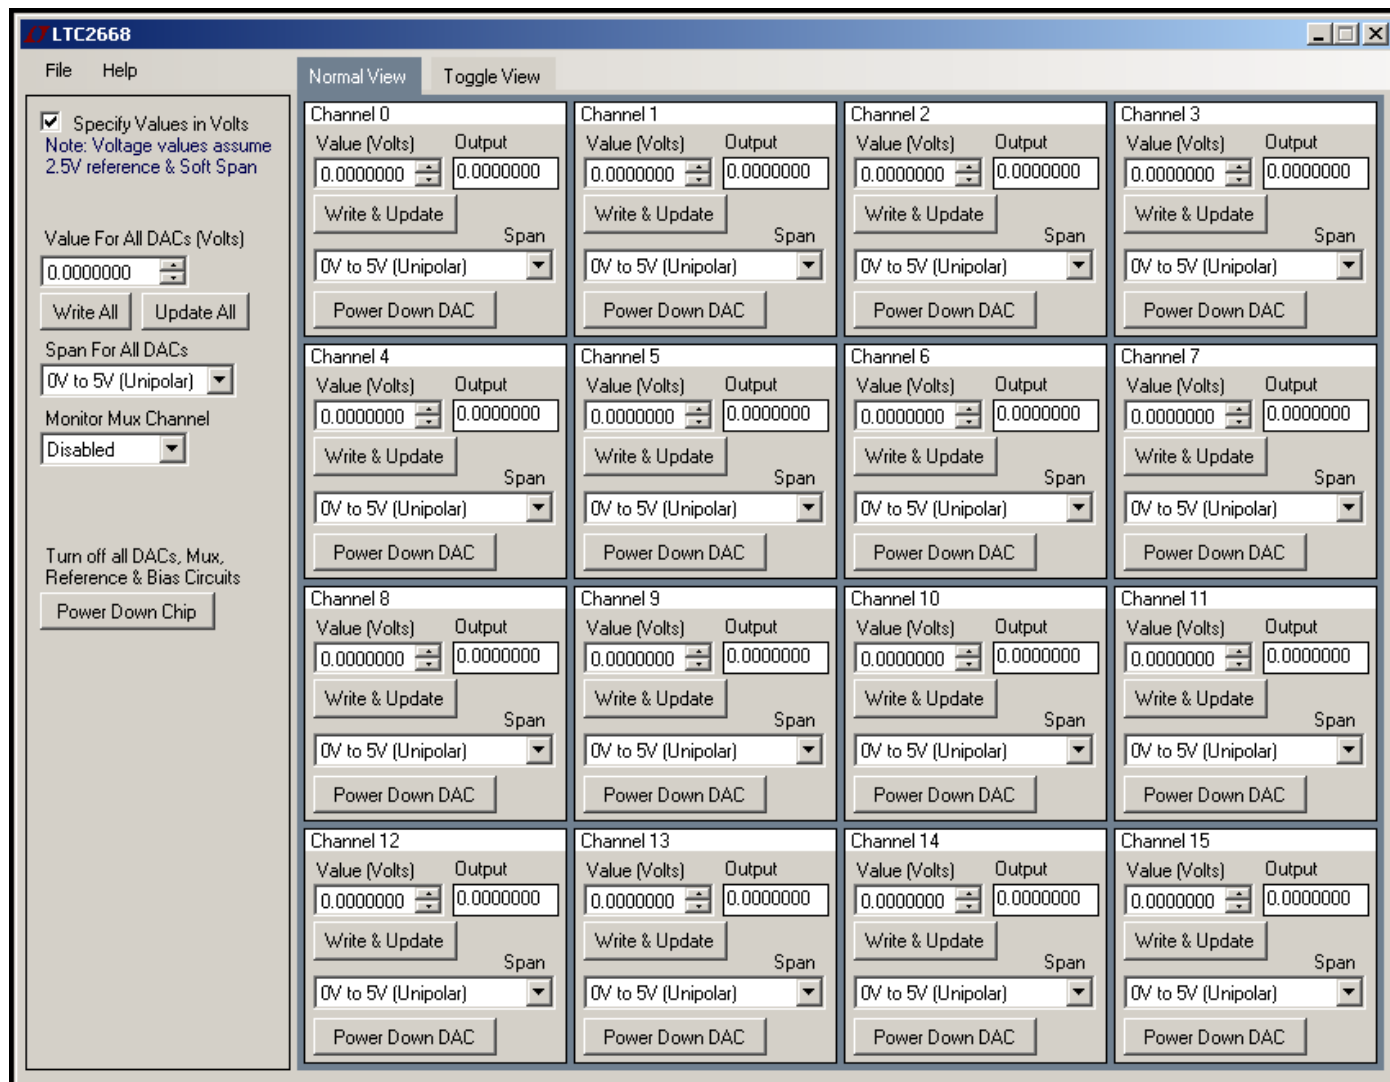 LTC2668
File Help
Normal View Toggle View
Specify Values in Volts
Note: Voltage values assume
2.5V reference & Soft Span
Value For All DACs (Volts)
0.0000000
Write All Update All
Span For All DACs
0V to 5V (Unipolar)
Monitor Mux Channel
Disabled
Turn off all DACs, Mux,
Reference & Bias Circuits
Power Down Chip
Channel 0
Value (Volts) Output
0.0000000 0.0000000
Write & Update
Span
0V to 5V (Unipolar)
Power Down DAC
Channel 1
Value (Volts) Output
0.0000000 0.0000000
Write & Update
Span
0V to 5V (Unipolar)
Power Down DAC
Channel 2
Value (Volts) Output
0.0000000 0.0000000
Write & Update
Span
0V to 5V (Unipolar)
Power Down DAC
Channel 3
Value (Volts) Output
0.0000000 0.0000000
Write & Update
Span
0V to 5V (Unipolar)
Power Down DAC
Channel 4
Value (Volts) Output
0.0000000 0.0000000
Write & Update
Span
0V to 5V (Unipolar)
Power Down DAC
Channel 5
Value (Volts) Output
0.0000000 0.0000000
Write & Update
Span
0V to 5V (Unipolar)
Power Down DAC
Channel 6
Value (Volts) Output
0.0000000 0.0000000
Write & Update
Span
0V to 5V (Unipolar)
Power Down DAC
Channel 7
Value (Volts) Output
0.0000000 0.0000000
Write & Update
Span
0V to 5V (Unipolar)
Power Down DAC
Channel 8
Value (Volts) Output
0.0000000 0.0000000
Write & Update
Span
0V to 5V (Unipolar)
Power Down DAC
Channel 9
Value (Volts) Output
0.0000000 0.0000000
Write & Update
Span
0V to 5V (Unipolar)
Power Down DAC
Channel 10
Value (Volts) Output
0.0000000 0.0000000
Write & Update
Span
0V to 5V (Unipolar)
Power Down DAC
Channel 11
Value (Volts) Output
0.0000000 0.0000000
Write & Update
Span
0V to 5V (Unipolar)
Power Down DAC
Channel 12
Value (Volts) Output
0.0000000 0.0000000
Write & Update
Span
0V to 5V (Unipolar)
Power Down DAC
Channel 13
Value (Volts) Output
0.0000000 0.0000000
Write & Update
Span
0V to 5V (Unipolar)
Power Down DAC
Channel 14
Value (Volts) Output
0.0000000 0.0000000
Write & Update
Span
0V to 5V (Unipolar)
Power Down DAC
Channel 15
Value (Volts) Output
0.0000000 0.0000000
Write & Update
Span
0V to 5V (Unipolar)
Power Down DAC